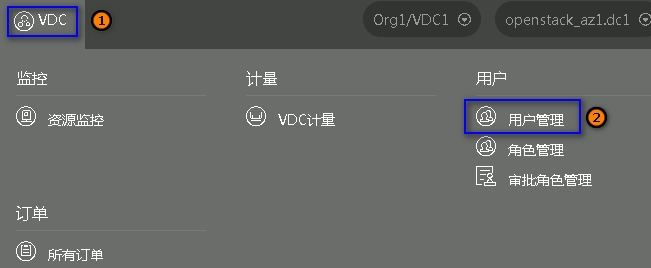 VDC 1 Org1/VDC1 openstack_az1.dc1
监控 计量 用户
资源监控 VDC计量 用户管理 2
角色管理
审批角色管理
订单
所有订单